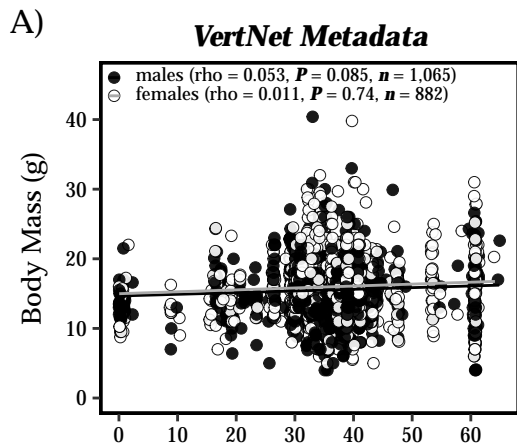 A)
VertNet Metadata
males (rho = 0.053, P = 0.085, n = 1,065)
females (rho = 0.011, P = 0.74, n = 882)
Body Mass (g)
40
30
20
10
0
0 10 20 30 40 50 60